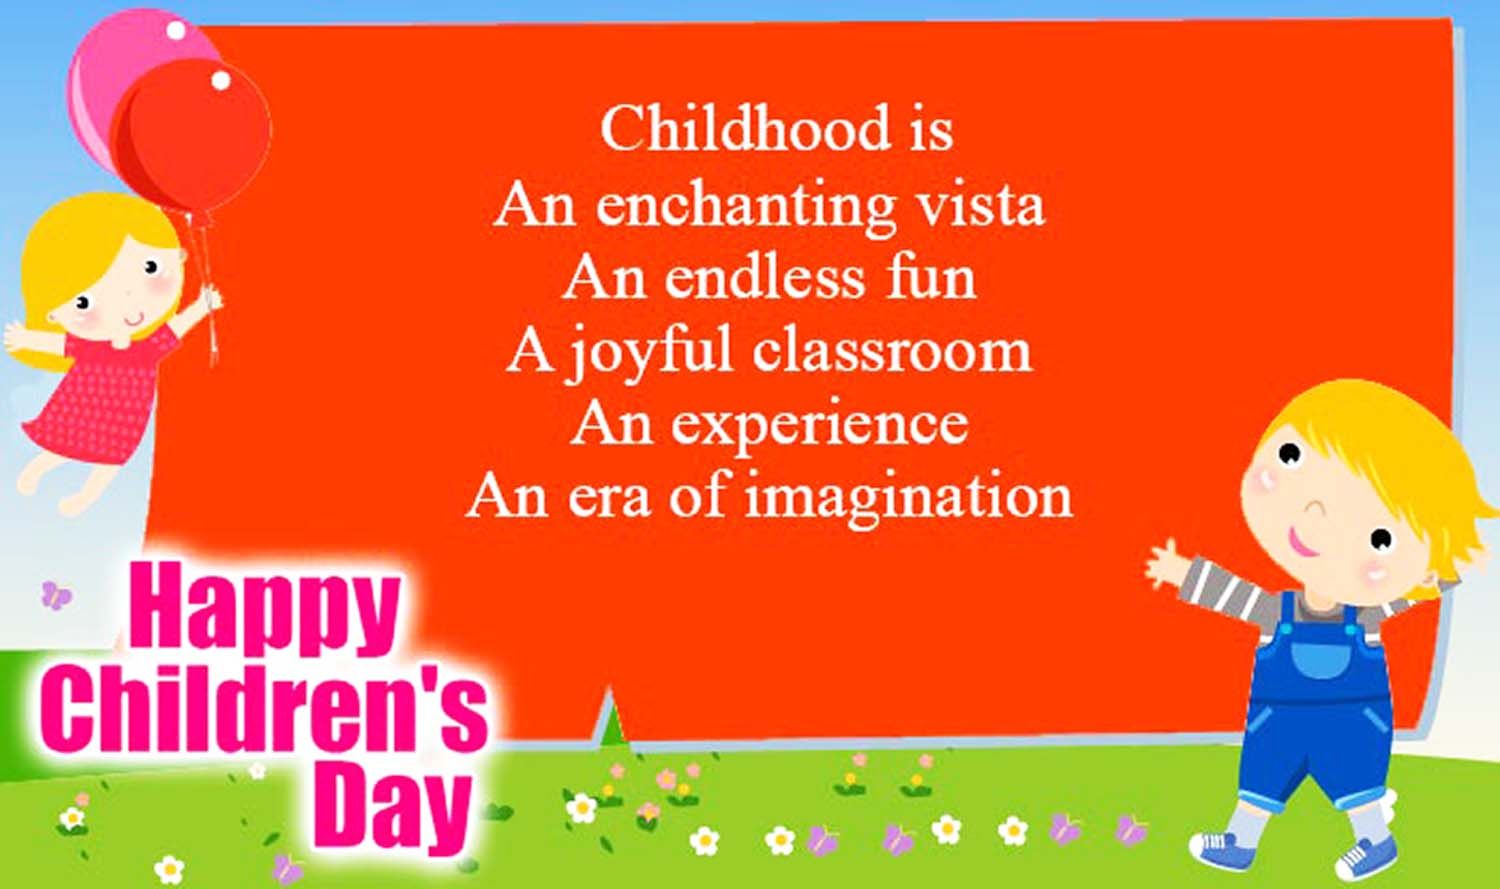 Childhood is
An enchanting vista
An endless fun
A joyful classroom
An experience
An era of imagination
Happy
Children's
Day